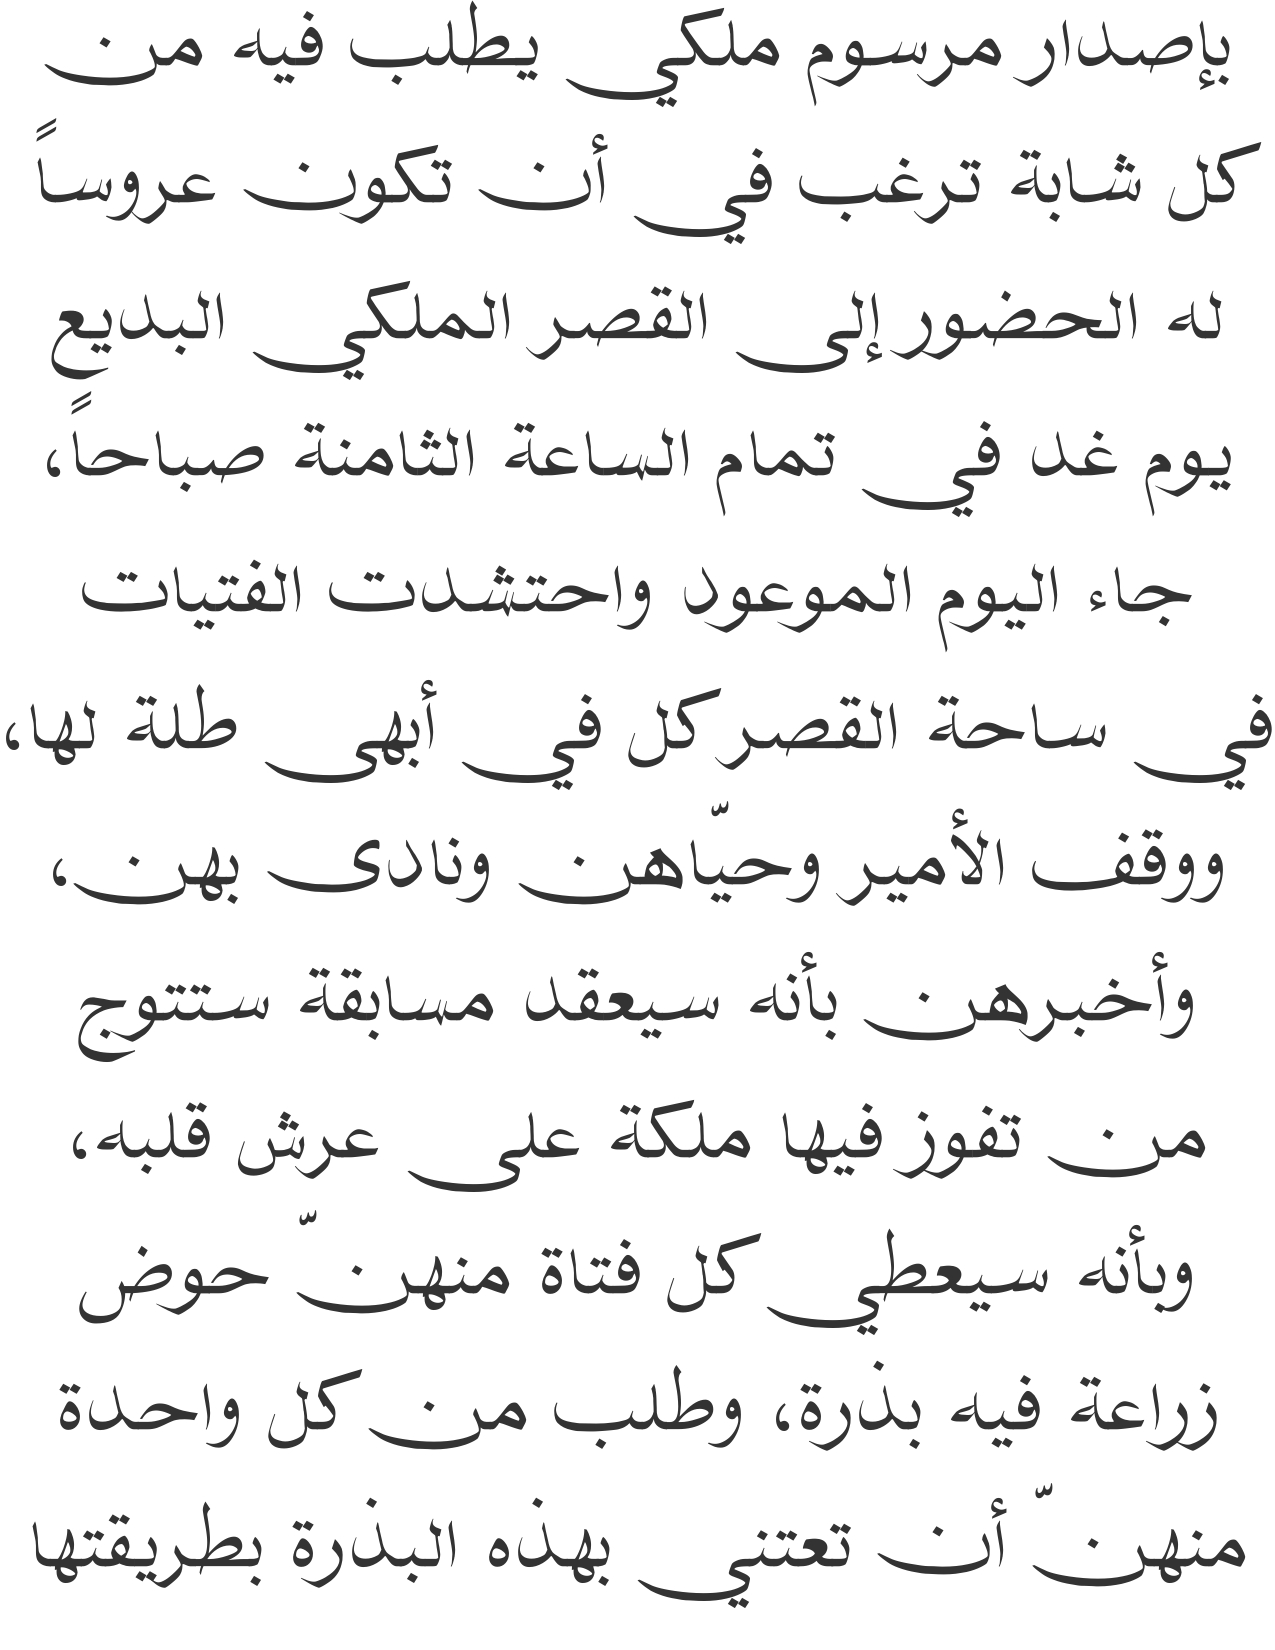 بإصدار مرسوم ملكي يطلب فيه من
كل شابة ترغب في أن تكون عروساً
له الحضور إلى القصر الملكي البديع
يوم غد في تمام الساعة الثامنة صباحاً،
جاء اليوم الموعود واحتشدت الفتيات
في ساحة القصر كل في أبهى طلة لها،
ووقف الأمير وحيّاهن ونادى بهن،
وأخبرهن بأنه سيعقد مسابقة ستتوج
من تفوز فيها ملكة على عرش قلبه،
وبأنه سيعطي كل فتاة منهنّ حوض
زراعة فيه بذرة، وطلب من كل واحدة
منهنّ أن تعتني بهذه البذرة بطريقتها